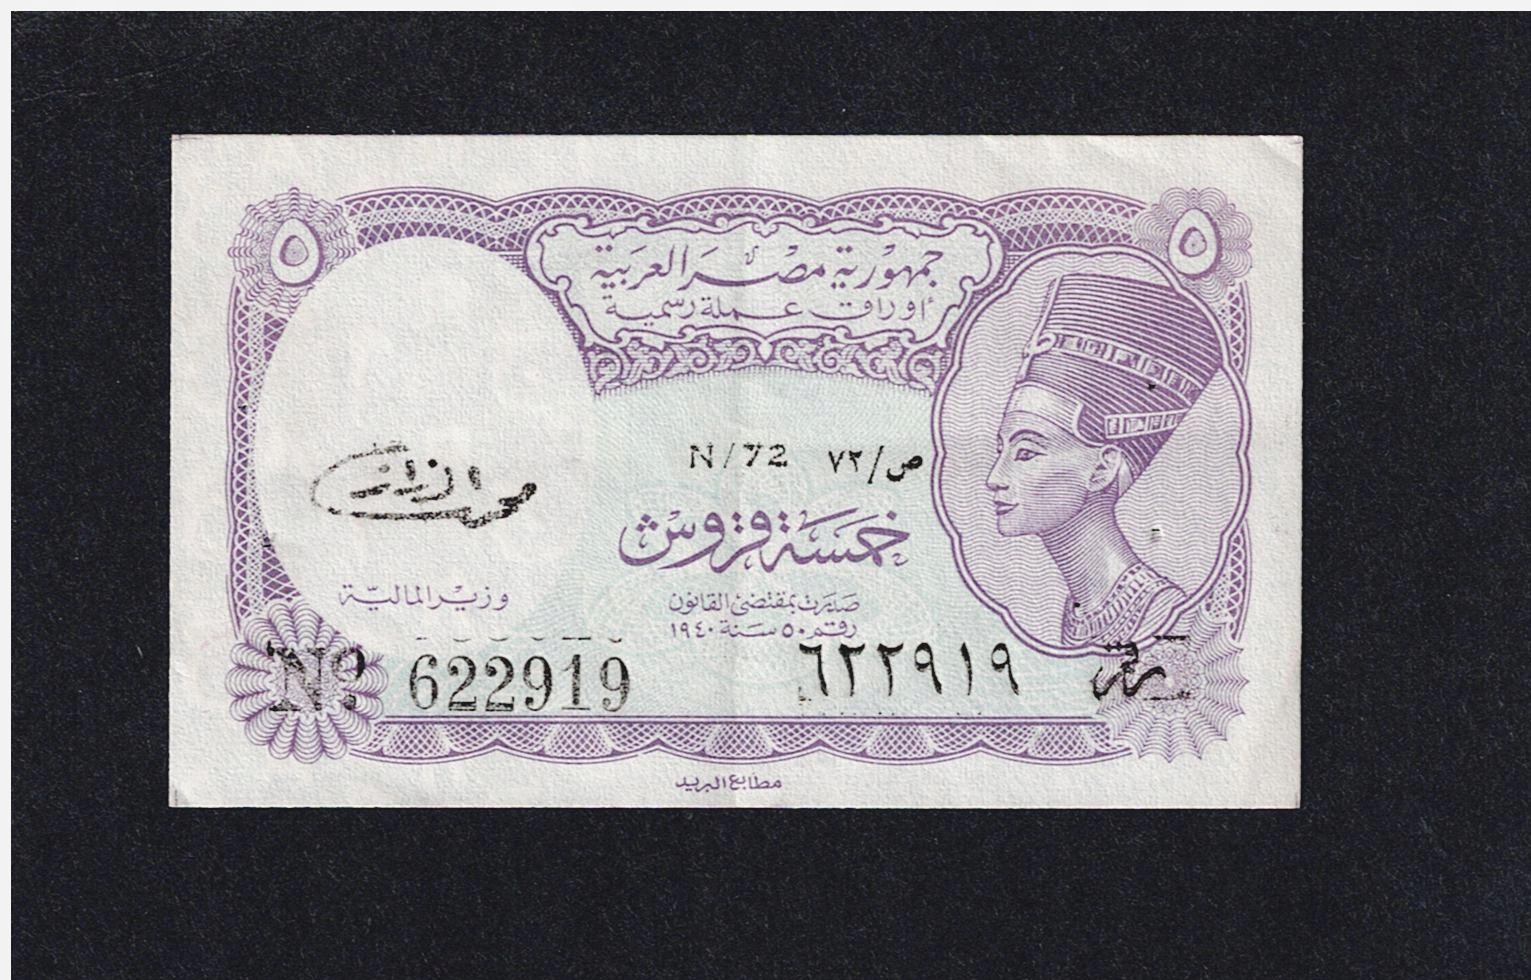 ٥ ٥
جمهورية مصر العربية
أوراق عملة رسمية
N/72 ص/٧٢
خمسة قروش
وزير المالية
صدرت بمقتضى القانون
رقم ٥٠ سنة ١٩٤٠
Nº 622919 ٦٢٢٩١٩
مطابع البريد